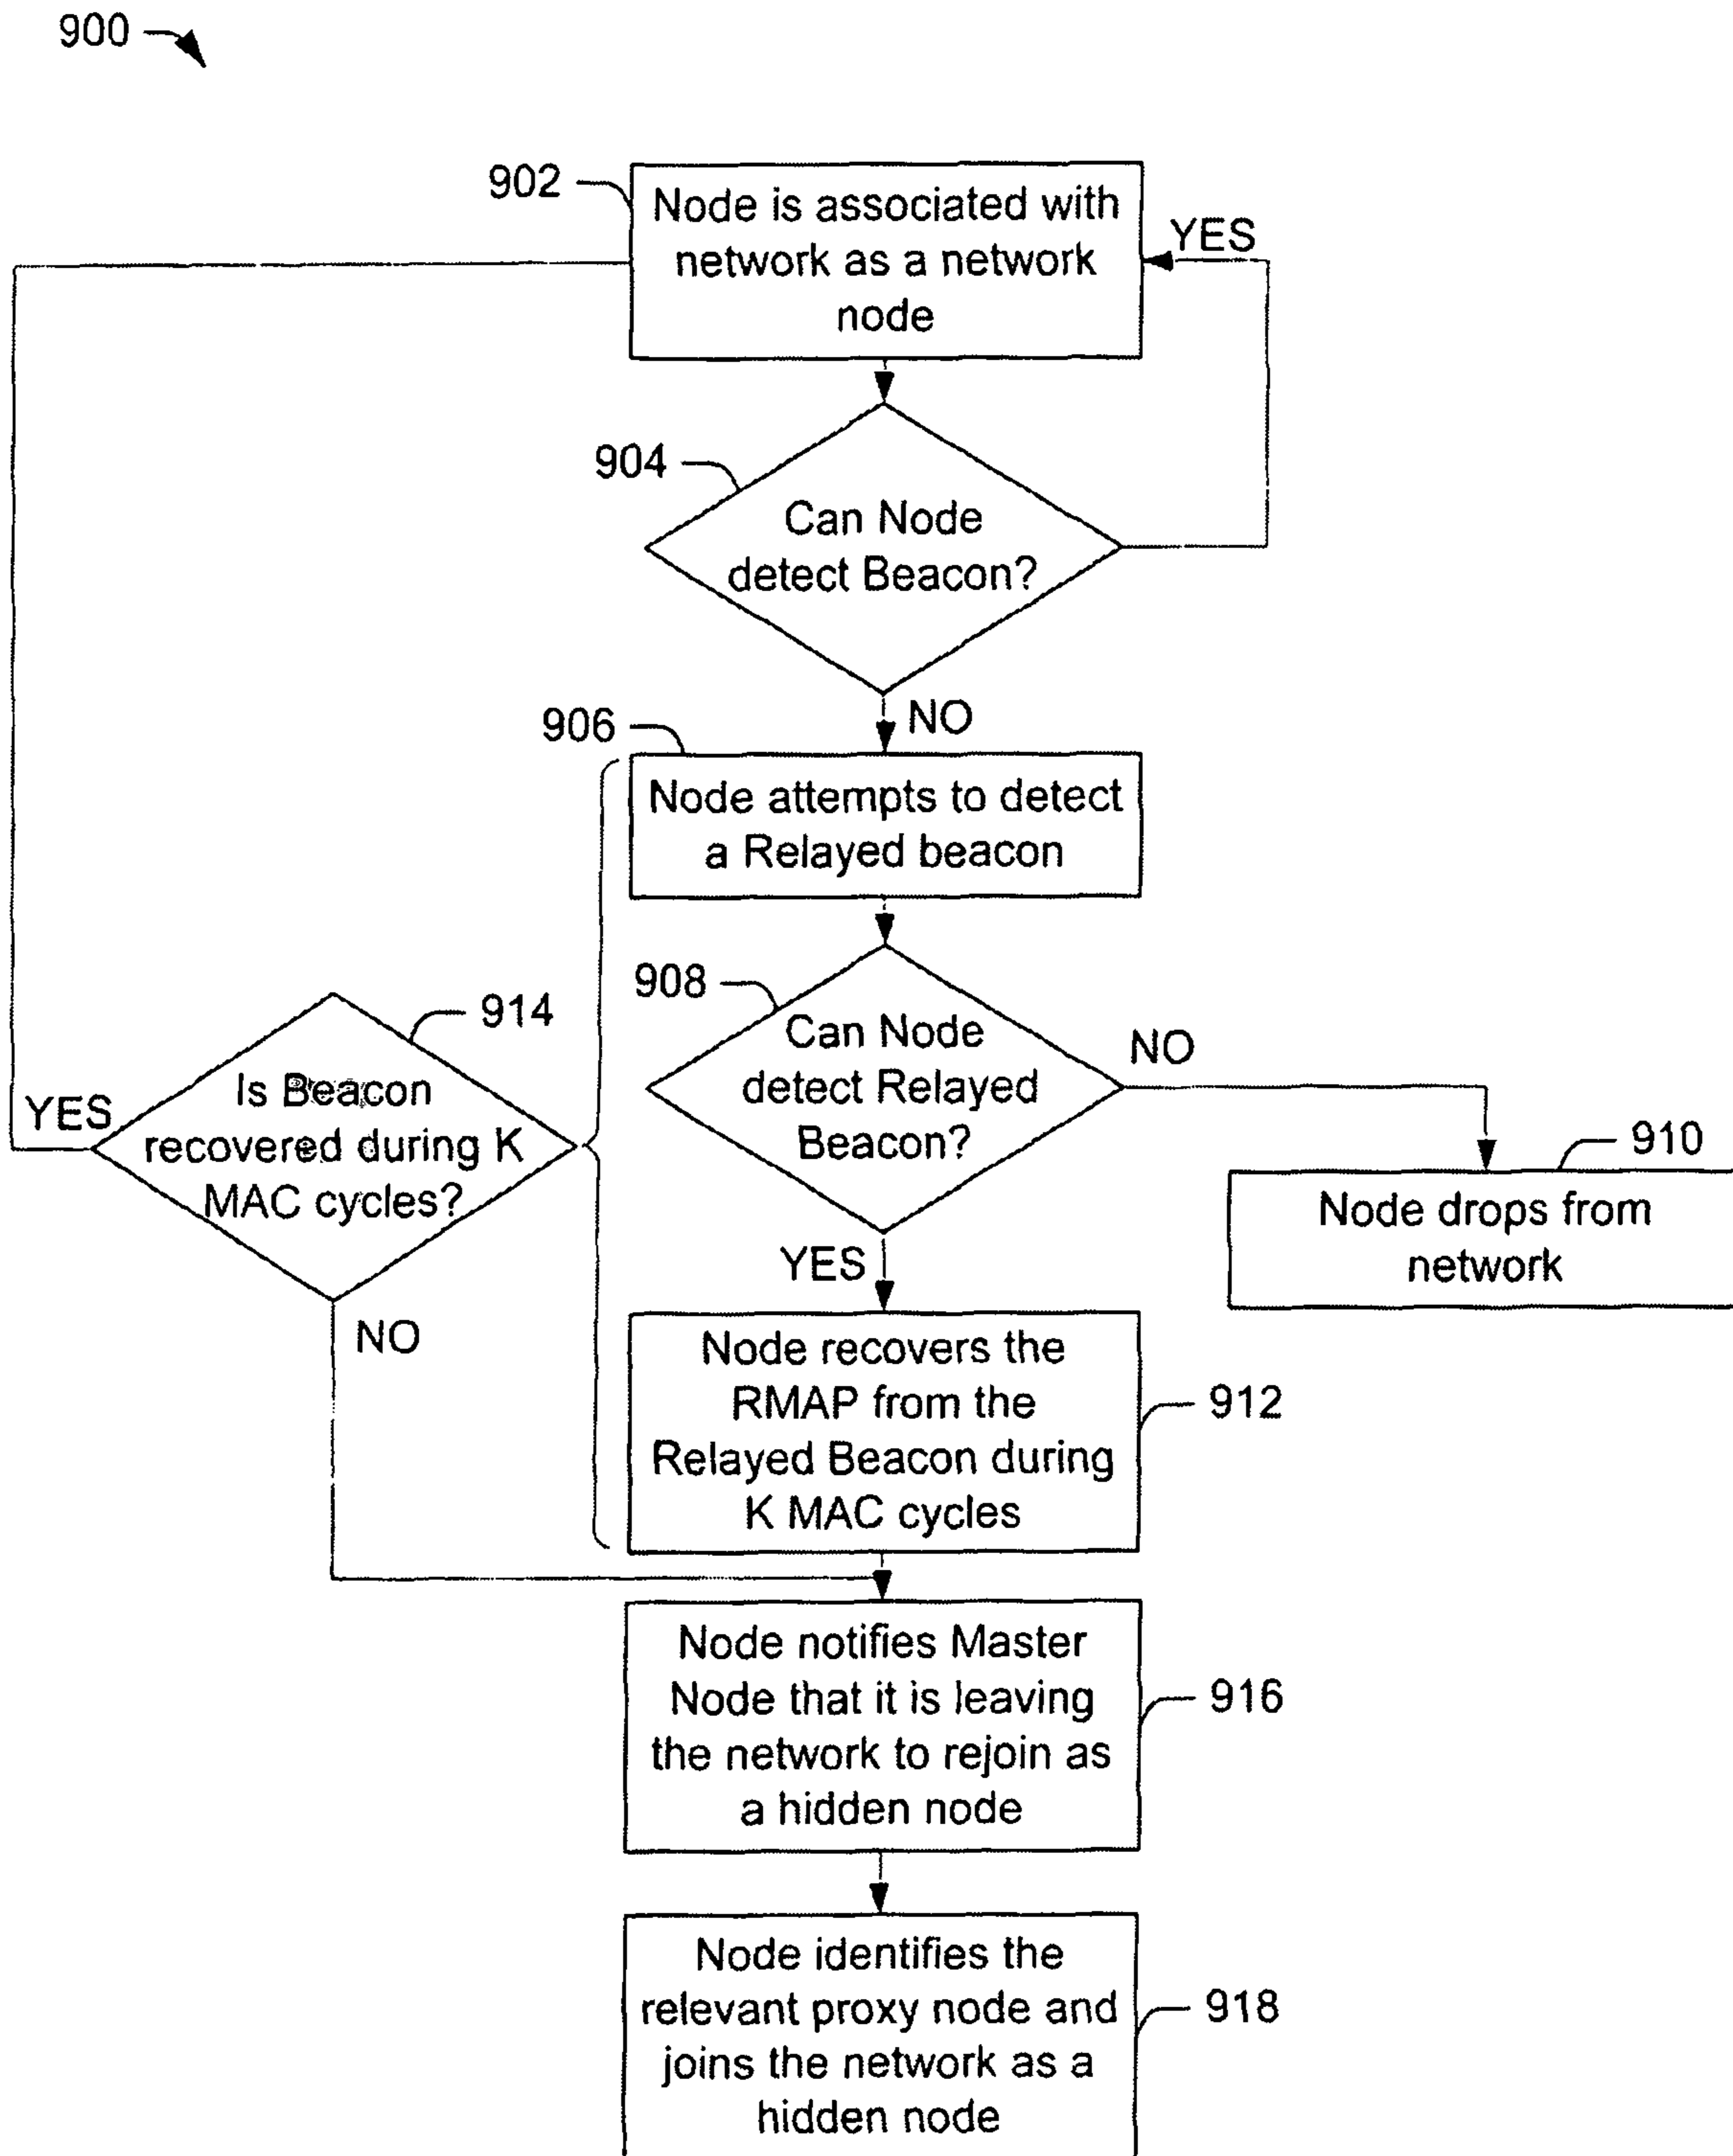 900
902
Node is associated with
network as a network
node
YES
904
Can Node
detect Beacon?
NO
906
Node attempts to detect
a Relayed beacon
908
Can Node
detect Relayed
Beacon?
NO
910
Node drops from
network
914
Is Beacon
recovered during K
MAC cycles?
YES
NO
YES
Node recovers the
RMAP from the
Relayed Beacon during
K MAC cycles
912
Node notifies Master
Node that it is leaving
the network to rejoin as
a hidden node
916
Node identifies the
relevant proxy node and
joins the network as a
hidden node
918